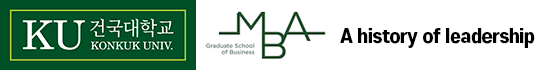 KU 건국대학교
KONKUK UNIV.
MBA
Graduate School
of Business
A history of leadership